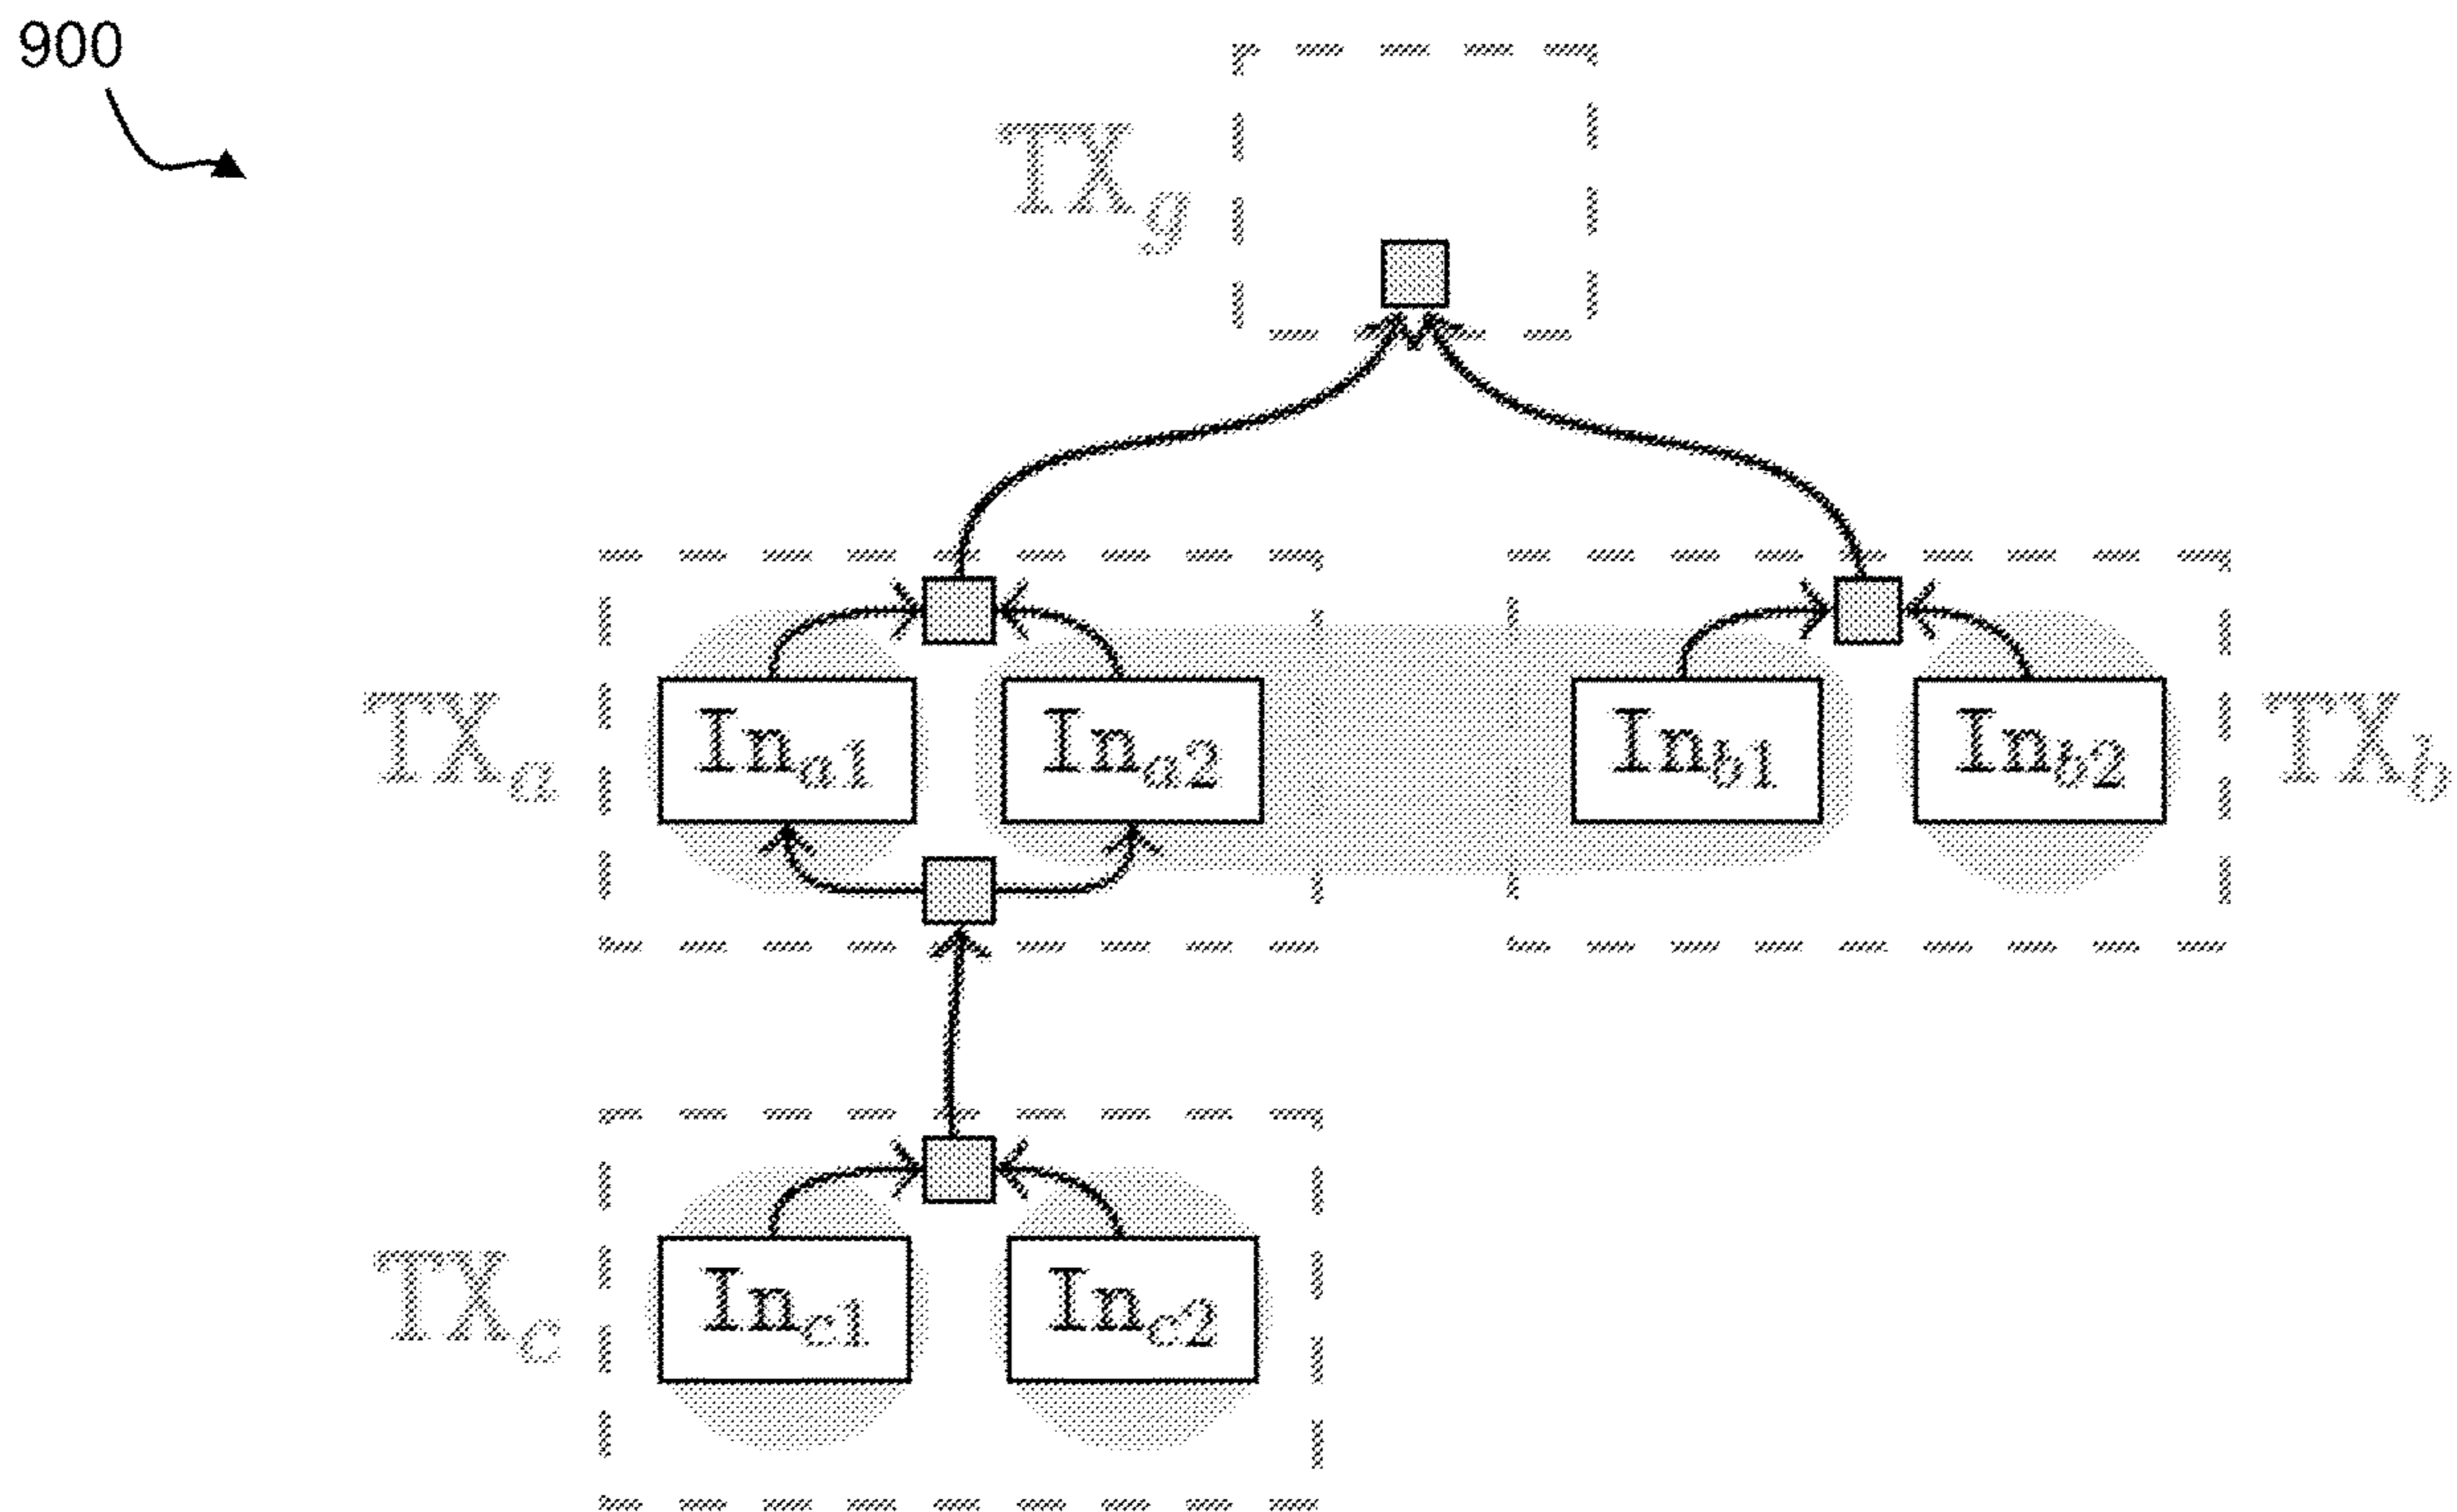 900
TXg
TXa
Ina1
Ina2
Inb1
Inb2
TXb
TXc
Inc1
Inc2